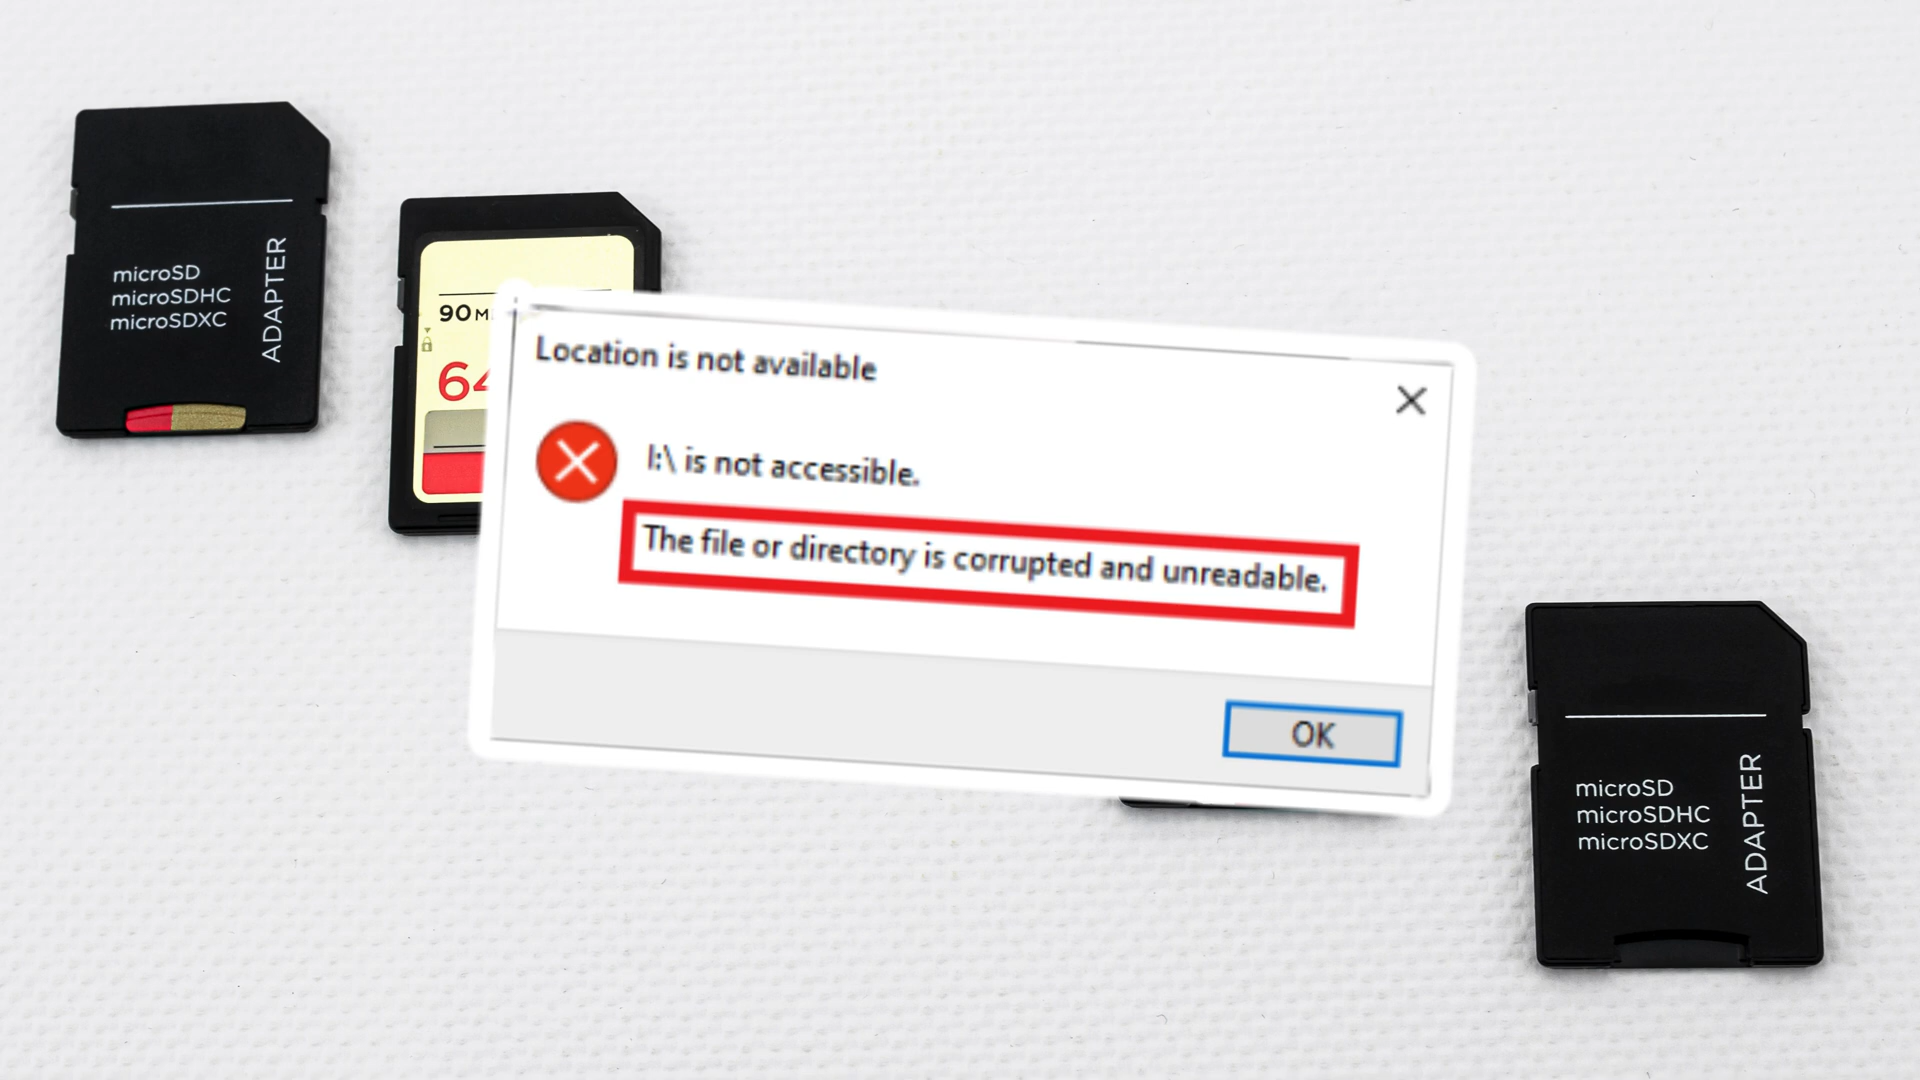 microSD
microSDHC
microSDXC
ADAPTER
90
64
Location is not available
I:\ is not accessible.
The file or directory is corrupted and unreadable.
OK
microSD
microSDHC
microSDXC
ADAPTER